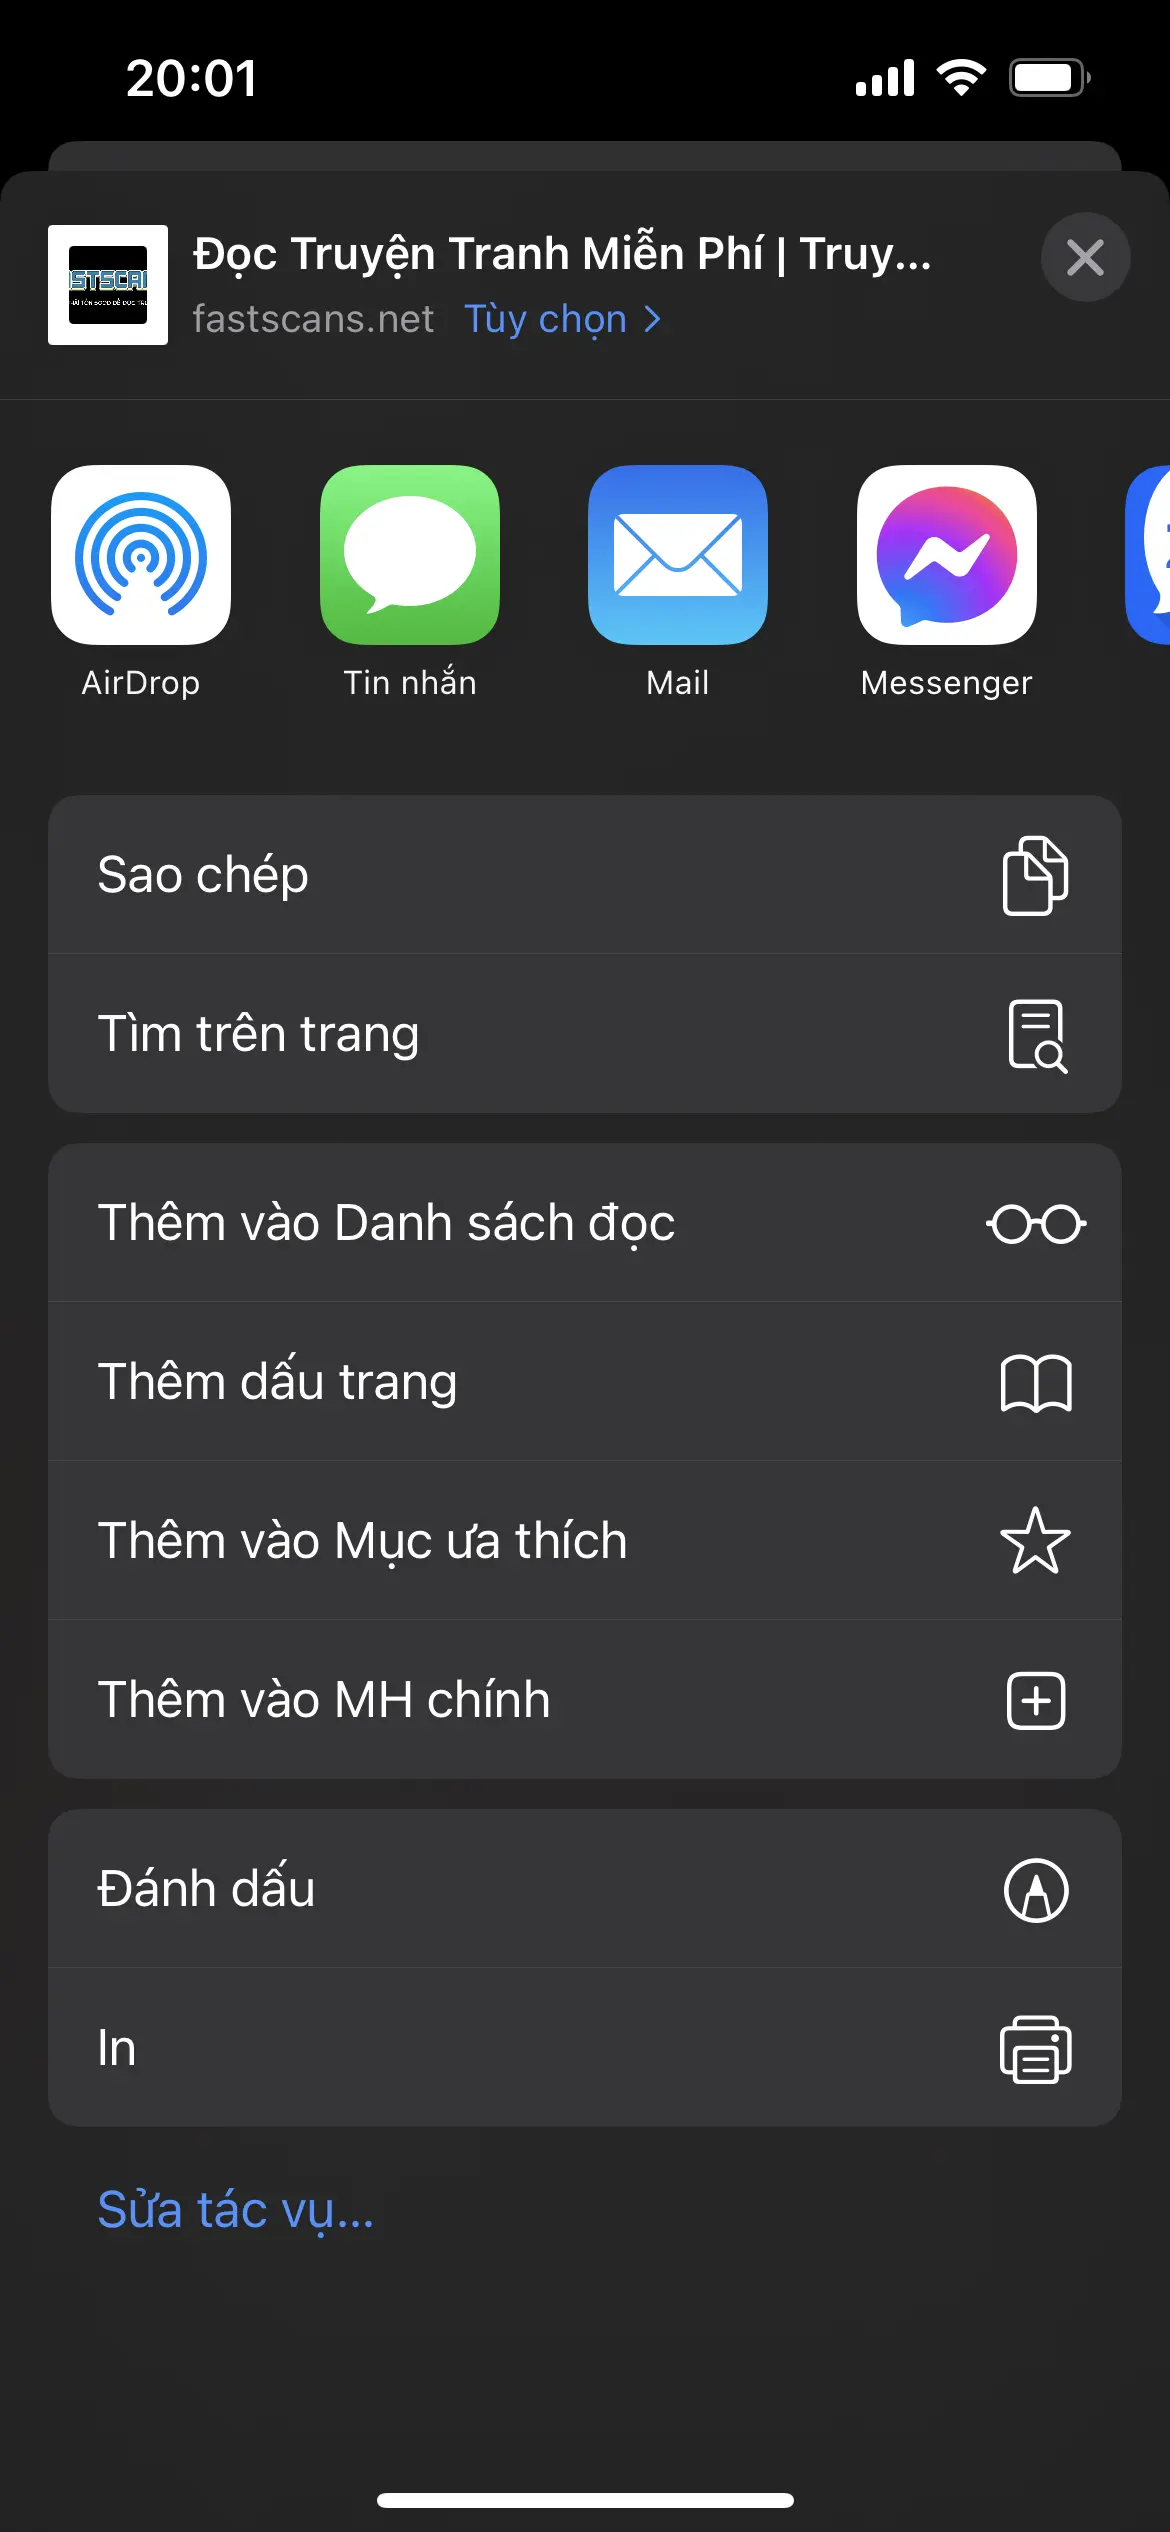 20:01
Đọc Truyện Tranh Miễn Phí | Truy...
fastscans.net Tùy chọn
AirDrop
Tin nhắn
Mail
Messenger
Sao chép
Tìm trên trang
Thêm vào Danh sách đọc
Thêm dấu trang
Thêm vào Mục ưa thích
Thêm vào MH chính
Đánh dấu
In
Sửa tác vụ...